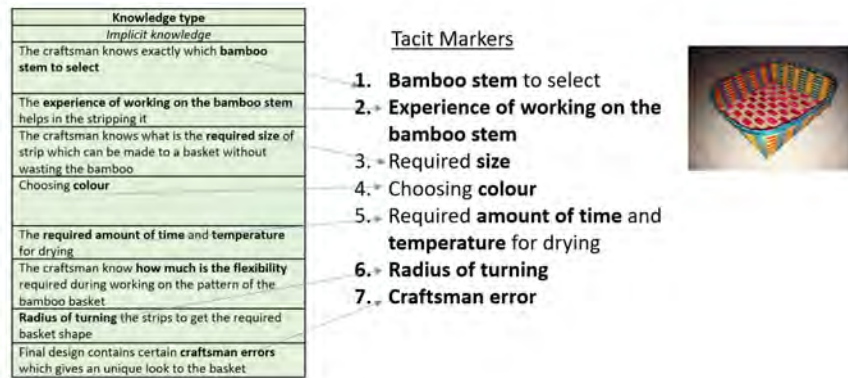 Knowledge type
Implicit knowledge
The craftsman knows exactly which bamboo
stem to select
The experience of working on the bamboo stem
helps in the stripping it
The craftsman knows what is the required size of
strip which can be made to a basket without
wasting the bamboo
Choosing colour
The required amount of time and temperature
for drying
The craftsman know how much is the flexibility
required during working on the pattern of the
bamboo basket
Radius of turning the strips to get the required
basket shape
Final design contains certain craftsman errors
which gives an unique look to the basket
Tacit Markers
1. Bamboo stem to select
2. Experience of working on the
bamboo stem
3. Required size
4. Choosing colour
5. Required amount of time and
temperature for drying
6. Radius of turning
7. Craftsman error